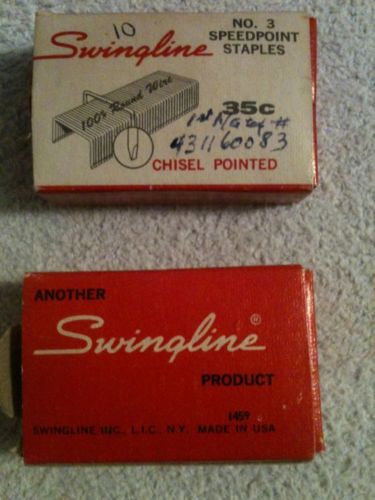 10
NO. 3
Swingline SPEEDPOINT
STAPLES
100% Round Wire
35c
431160083
CHISEL POINTED
ANOTHER
Swingline ®
PRODUCT
1459
SWINGLINE INC., L.I.C., N.Y. MADE IN USA